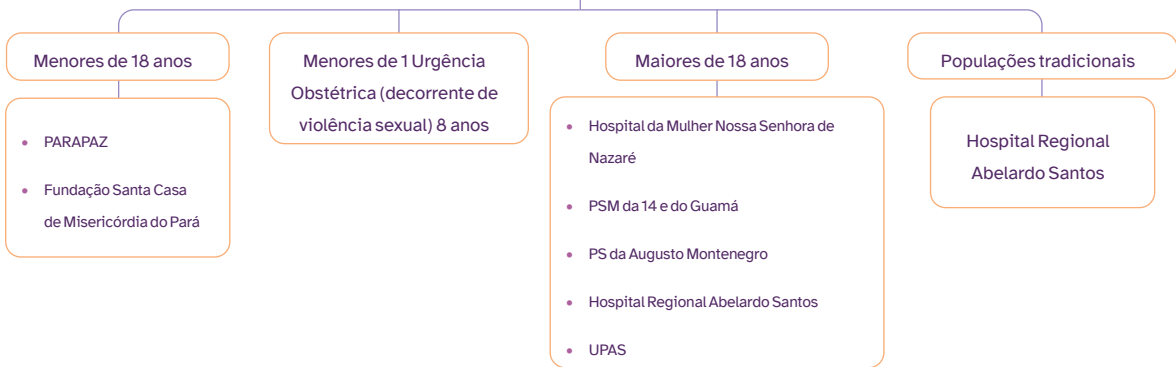 Menores de 18 anos
PARAPAZ
Fundação Santa Casa
de Misericórdia do Pará
Menores de 1 Urgência
Obstétrica (decorrente de
violência sexual) 8 anos
Maiores de 18 anos
Hospital da Mulher Nossa Senhora de
Nazaré
PSM da 14 e do Guamá
PS da Augusto Montenegro
Hospital Regional Abelardo Santos
UPAS
Populações tradicionais
Hospital Regional
Abelardo Santos